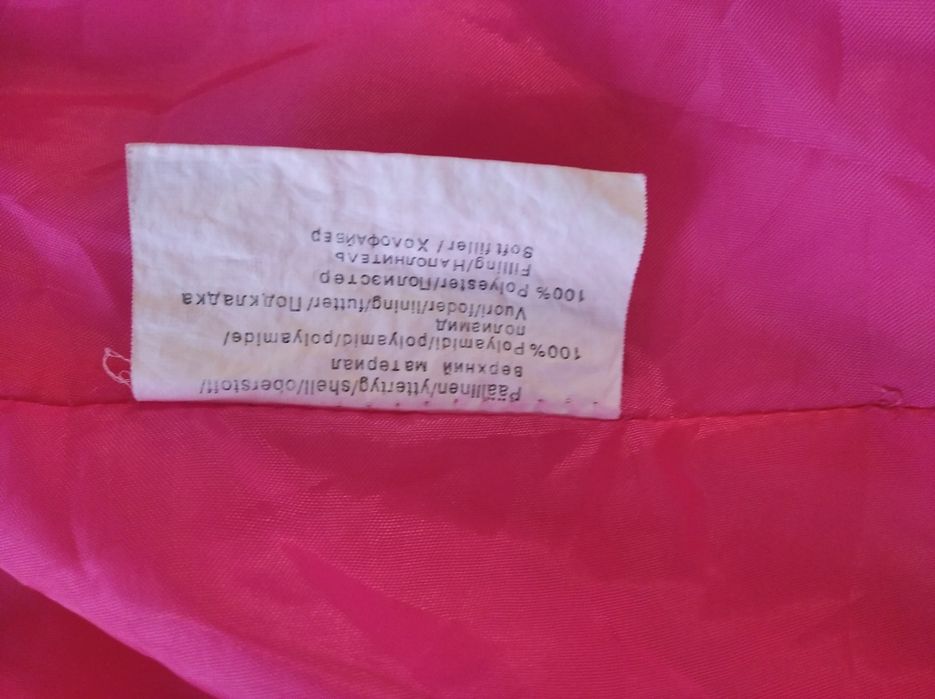 Päällinen/yttertyg/shell/oberstoff/
верхний материал
100% Polyamidi/polyamid/polyamide/
полиамид
Vuori/foder/lining/futter/Подкладка
100% Polyester/Полиэстер
Filling/Наполнитель
Soft filler/ Холофайбер